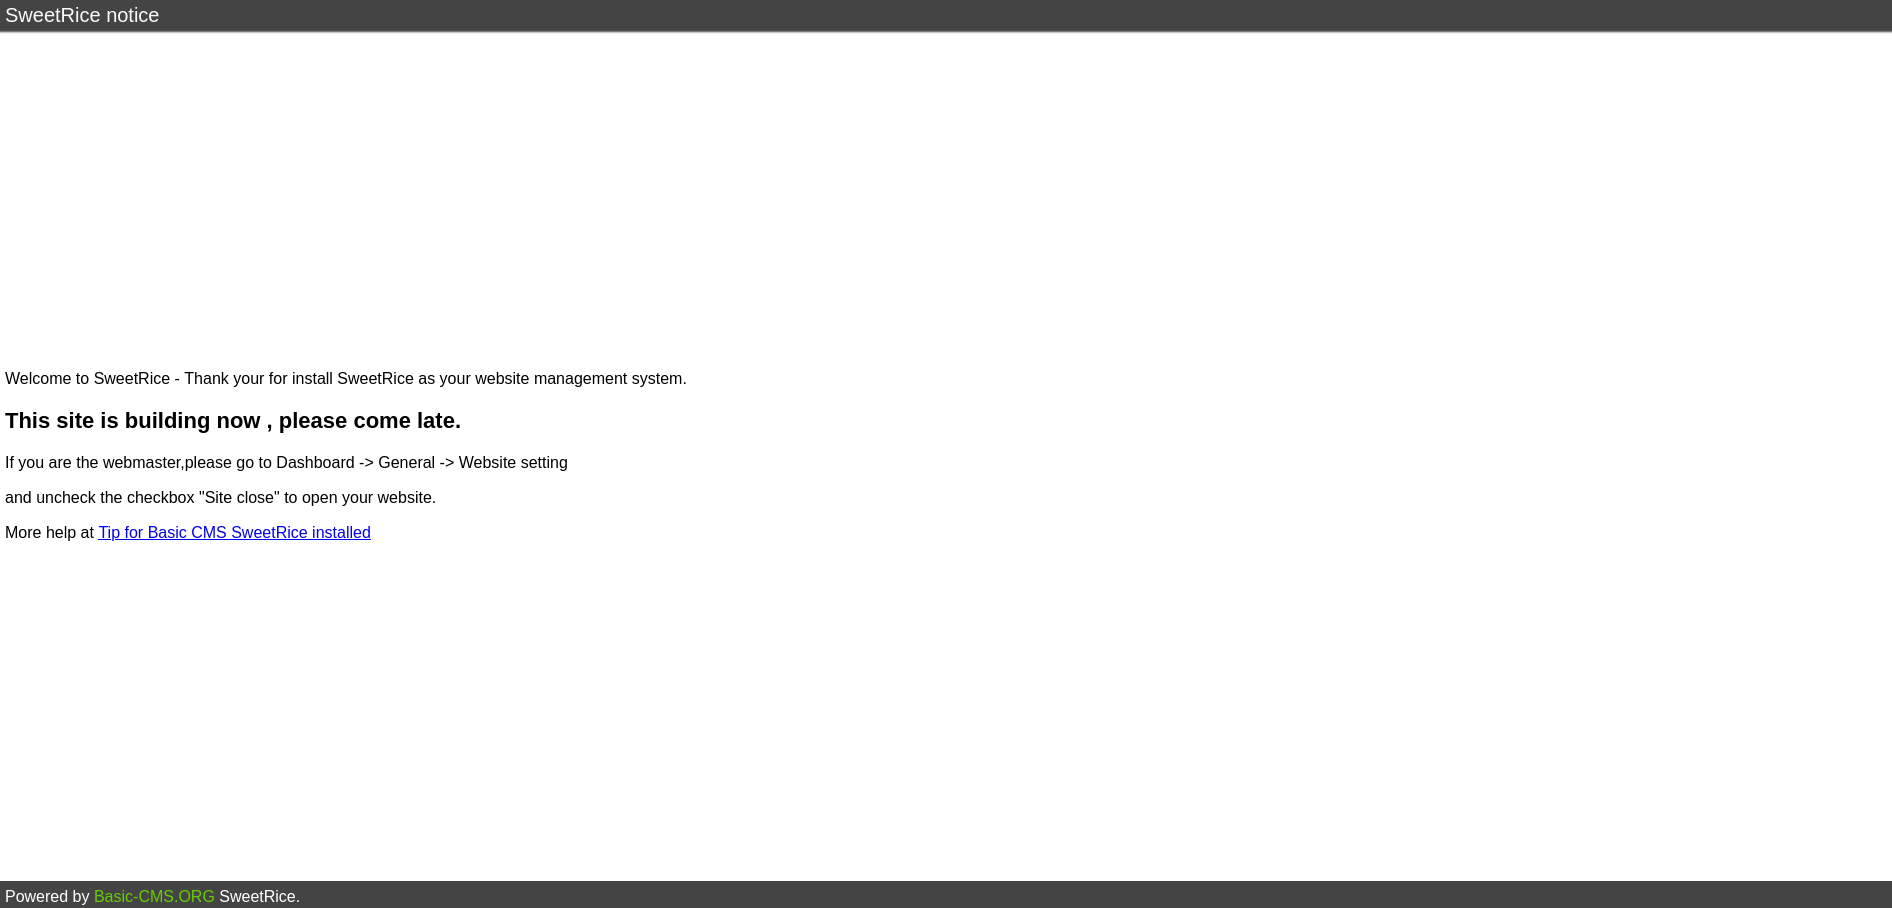 SweetRice notice
Welcome to SweetRice - Thank your for install SweetRice as your website management system.
This site is building now , please come late.
If you are the webmaster,please go to Dashboard -> General -> Website setting
and uncheck the checkbox "Site close" to open your website.
More help at Tip for Basic CMS SweetRice installed
Powered by Basic-CMS.ORG SweetRice.